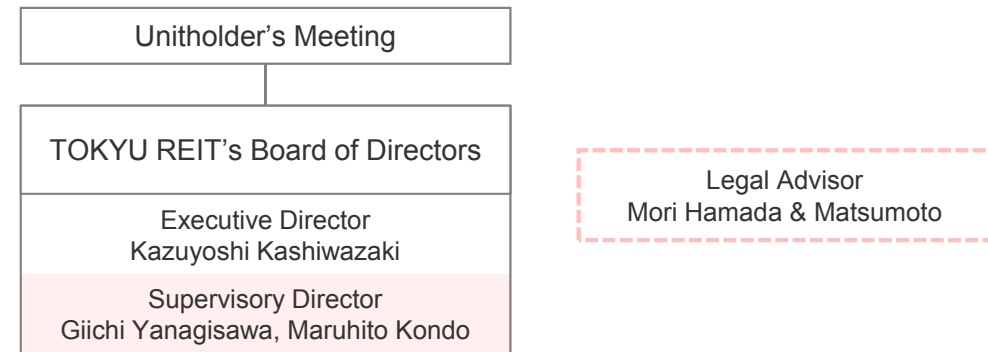 Unitholder’s Meeting
TOKYU REIT’s Board of Directors
Executive Director
Kazuyoshi Kashiwazaki
Supervisory Director
Giichi Yanagisawa, Maruhito Kondo
Legal Advisor
Mori Hamada & Matsumoto